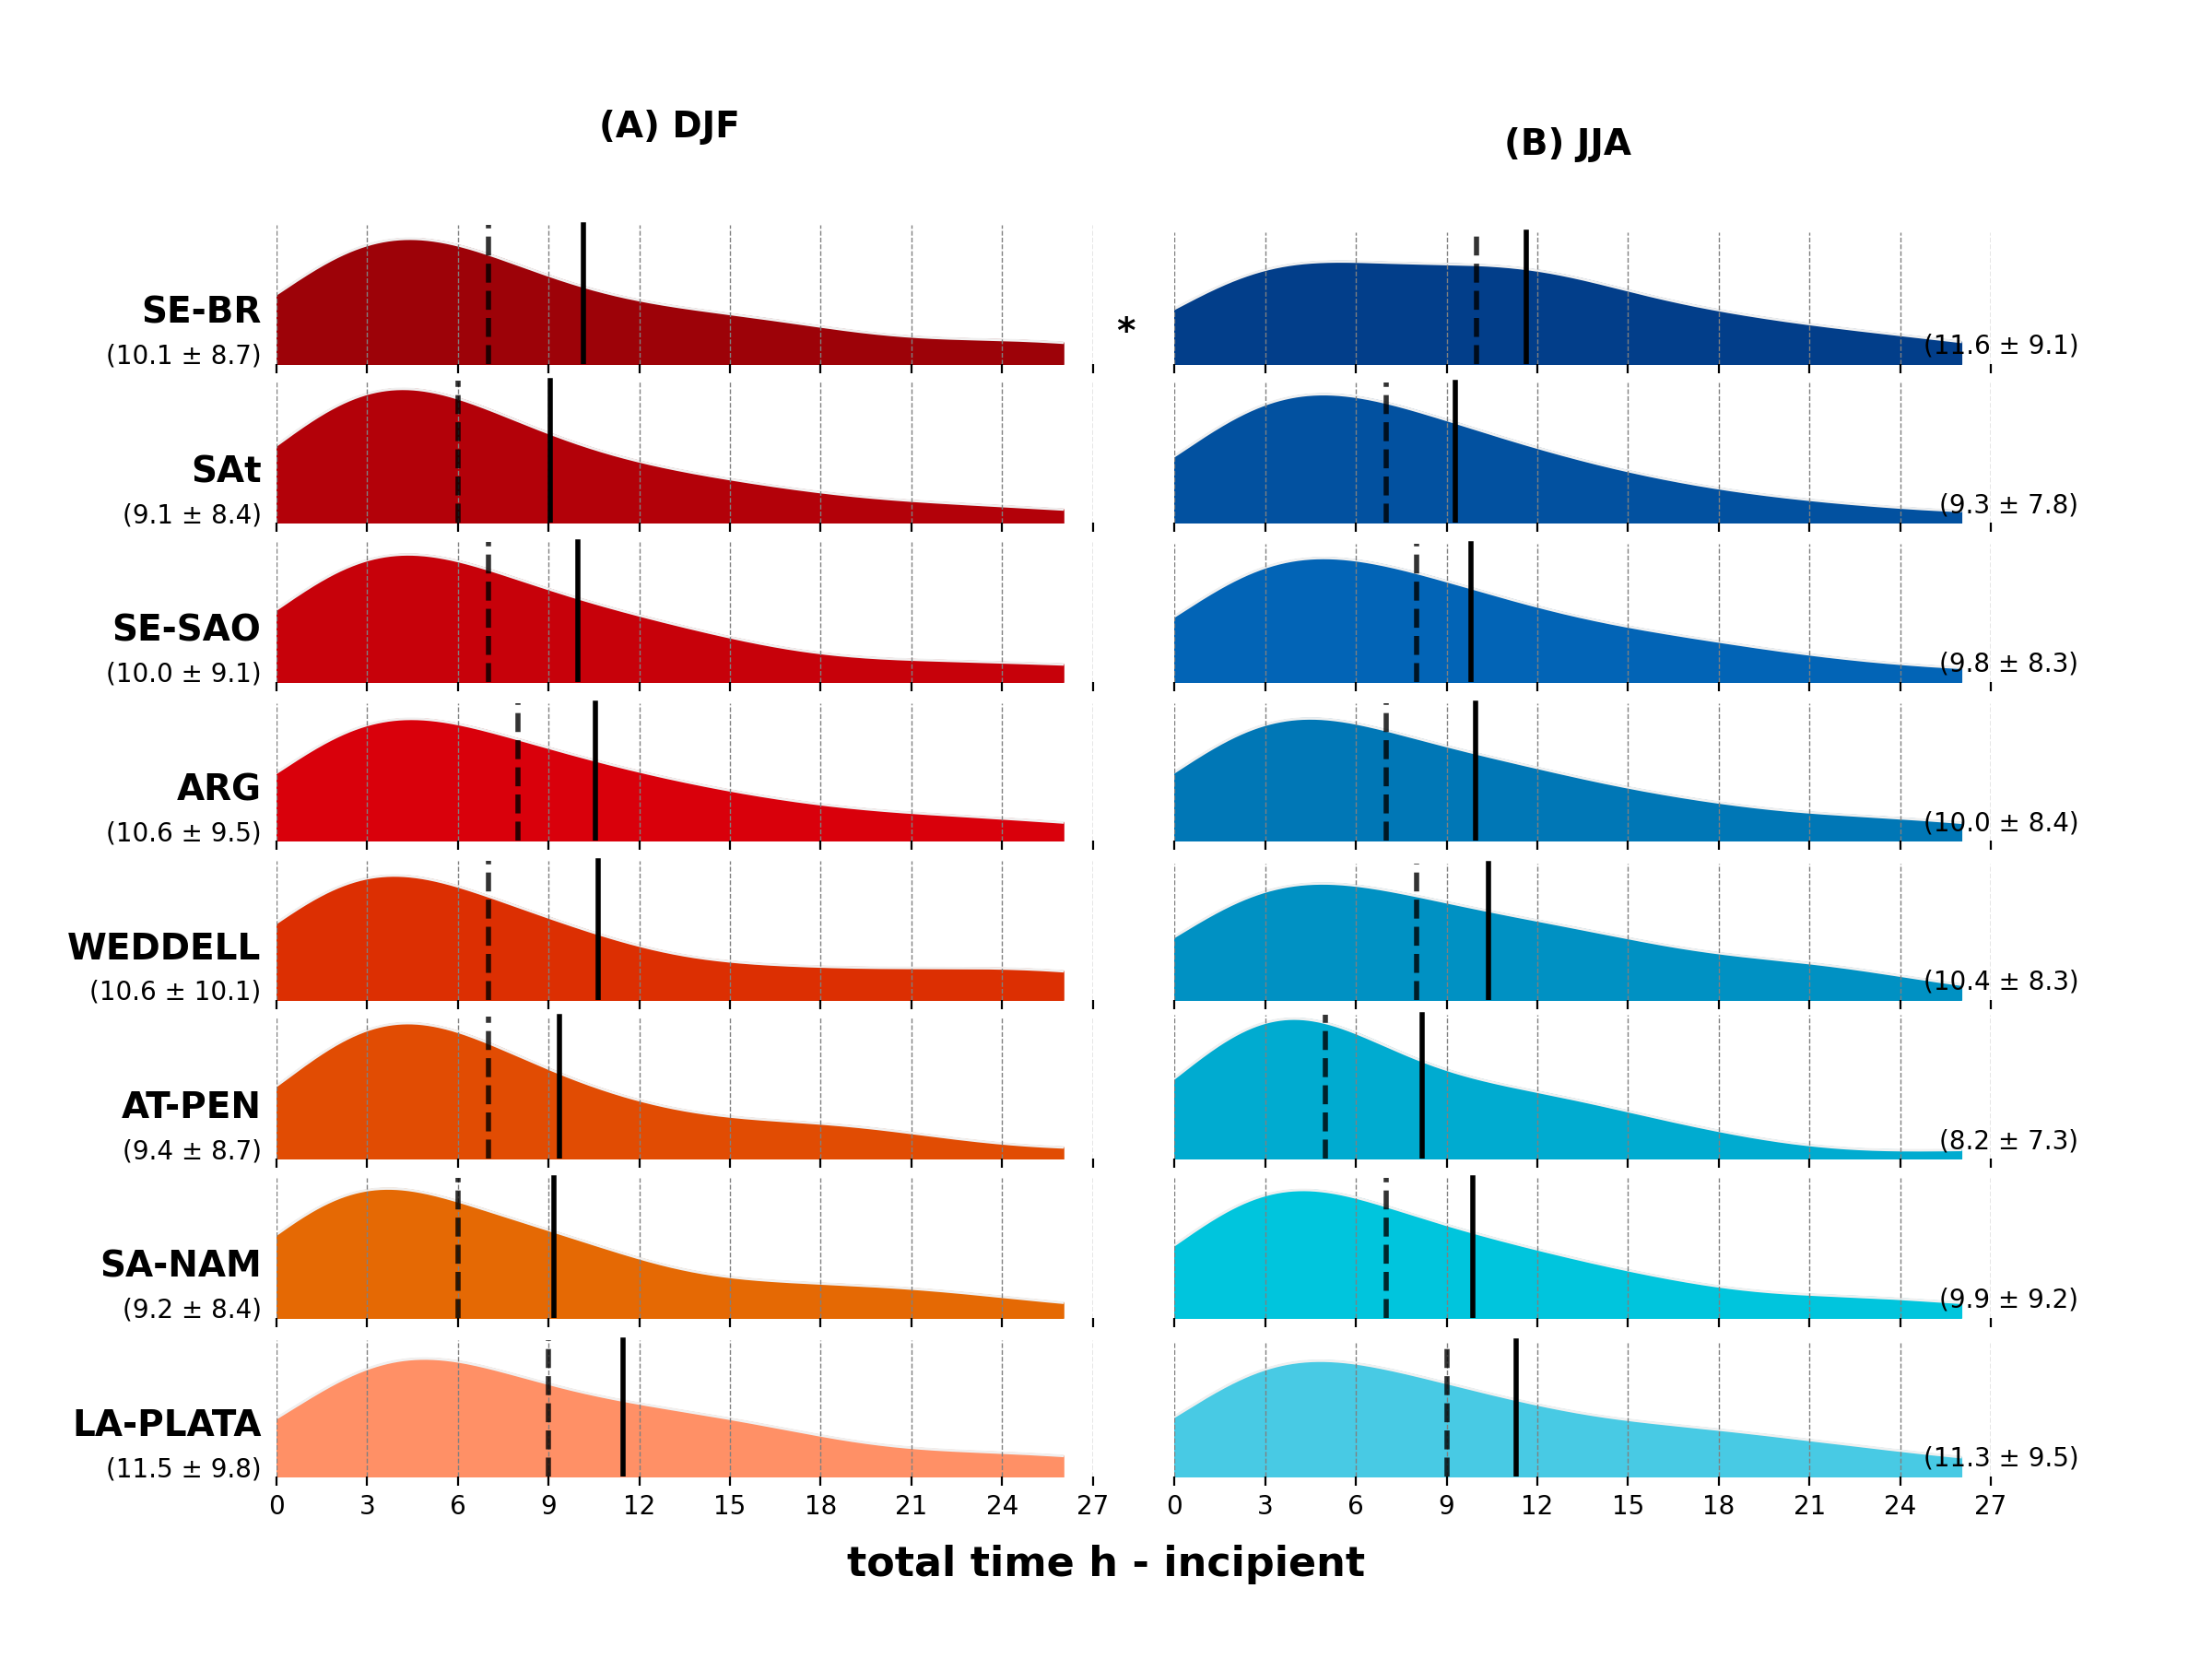 (A) DJF
(B) JJA
SE-BR
(10.1 ± 8.7)
*
(11.6 ± 9.1)
SAt
(9.1 ± 8.4)
(9.3 ± 7.8)
SE-SAO
(10.0 ± 9.1)
(9.8 ± 8.3)
ARG
(10.6 ± 9.5)
(10.0 ± 8.4)
WEDDELL
(10.6 ± 10.1)
(10.4 ± 8.3)
AT-PEN
(9.4 ± 8.7)
(8.2 ± 7.3)
SA-NAM
(9.2 ± 8.4)
(9.9 ± 9.2)
LA-PLATA
(11.5 ± 9.8)
(11.3 ± 9.5)
0 3 6 9 12 15 18 21 24 27
0 3 6 9 12 15 18 21 24 27
total time h - incipient